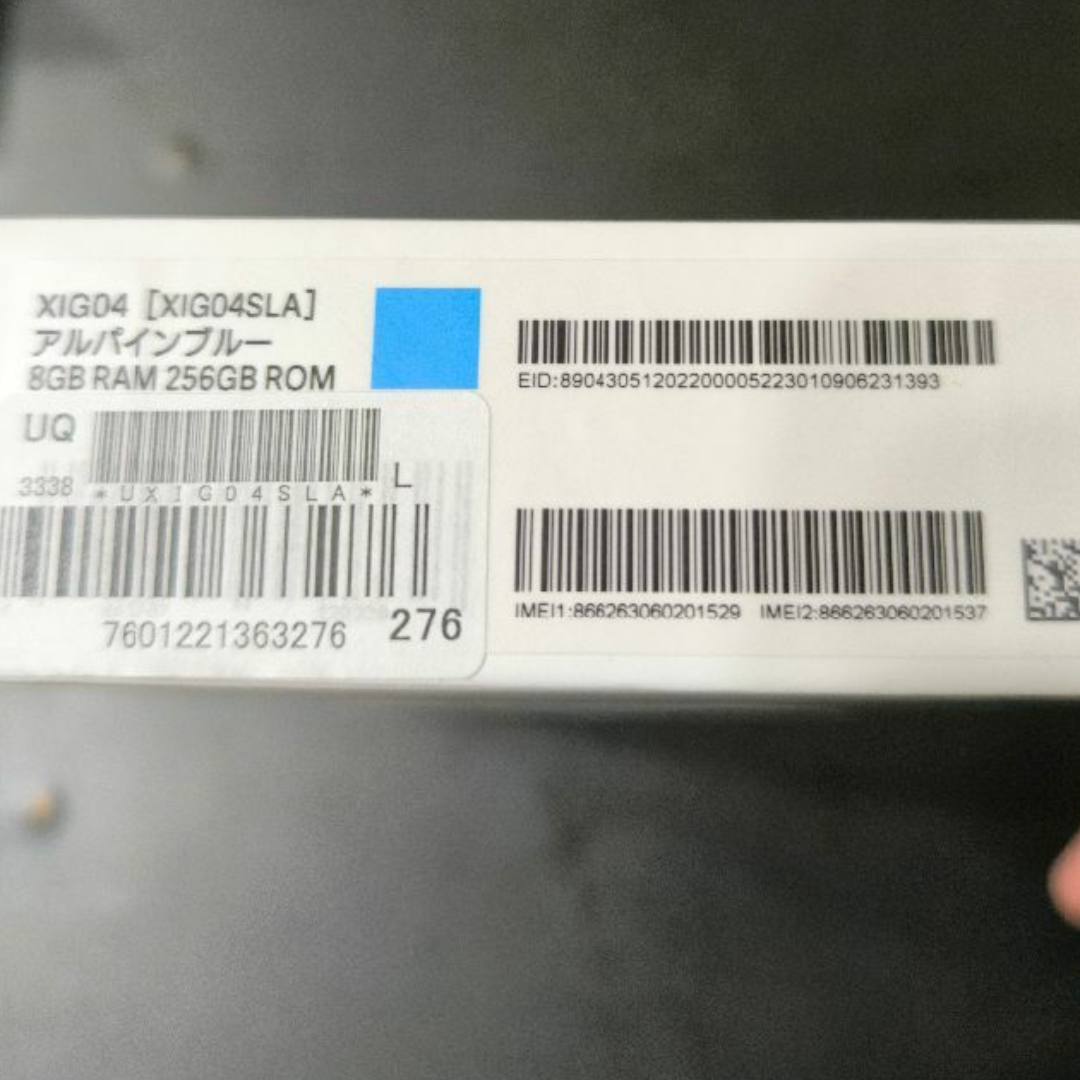 XIG04 [XIG04SLA]
アルパインブルー
8GB RAM 256GB ROM
UQ
3338 *UXIG04SLA* L
7601221363276 276
EID:89043051202200005223010906231393
IMEI1:866263060201529 IMEI2:866263060201537